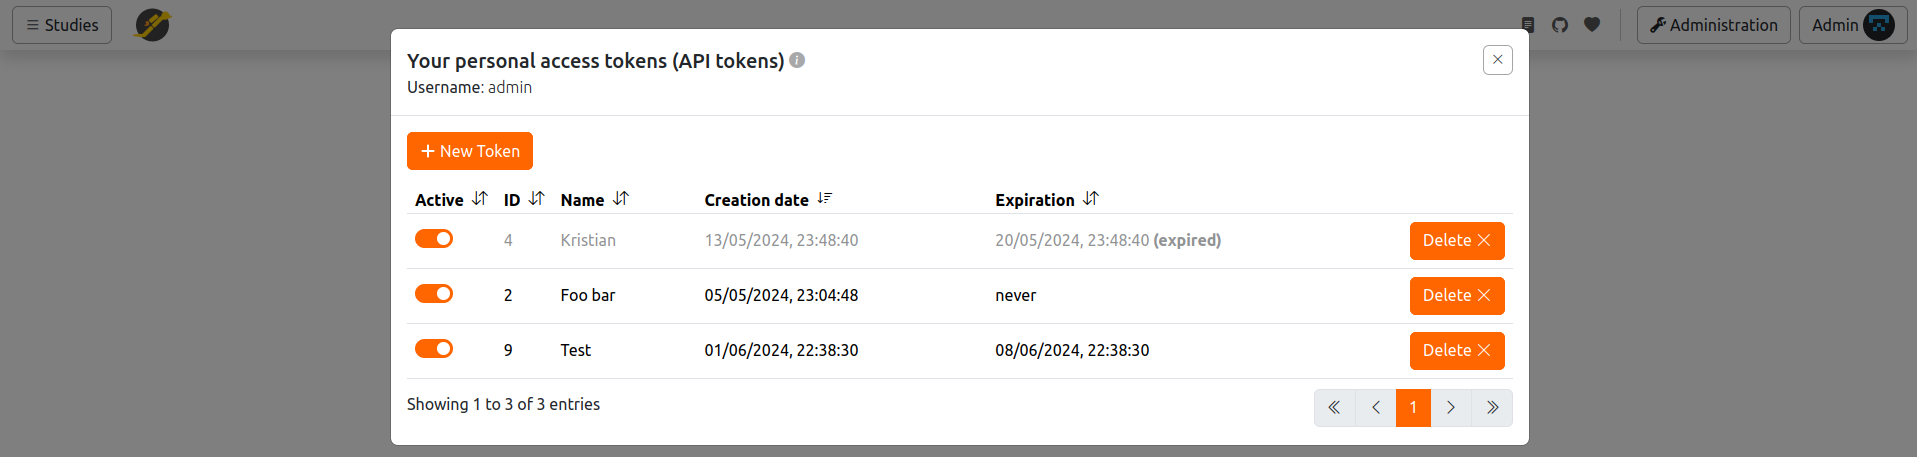 Studies Administration Admin
Your personal access tokens (API tokens)
Username: admin
New Token
Active ID Name Creation date Expiration
4 Kristian 13/05/2024, 23:48:40 20/05/2024, 23:48:40 (expired) Delete
2 Foo bar 05/05/2024, 23:04:48 never Delete
9 Test 01/06/2024, 22:38:30 08/06/2024, 22:38:30 Delete
Showing 1 to 3 of 3 entries 1